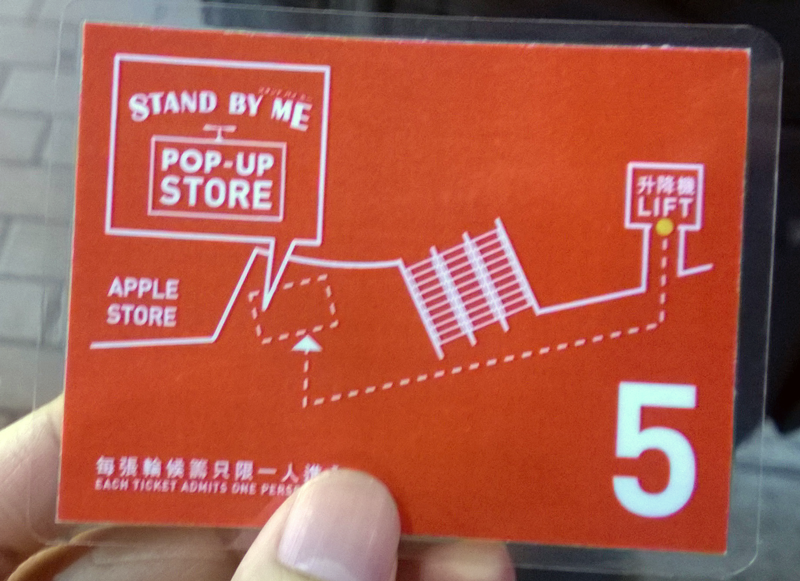 STAND BY ME
POP-UP
STORE
升降機
LIFT
APPLE
STORE
5
每張輪候籌只限一人
EACH TICKET ADMITS ONE